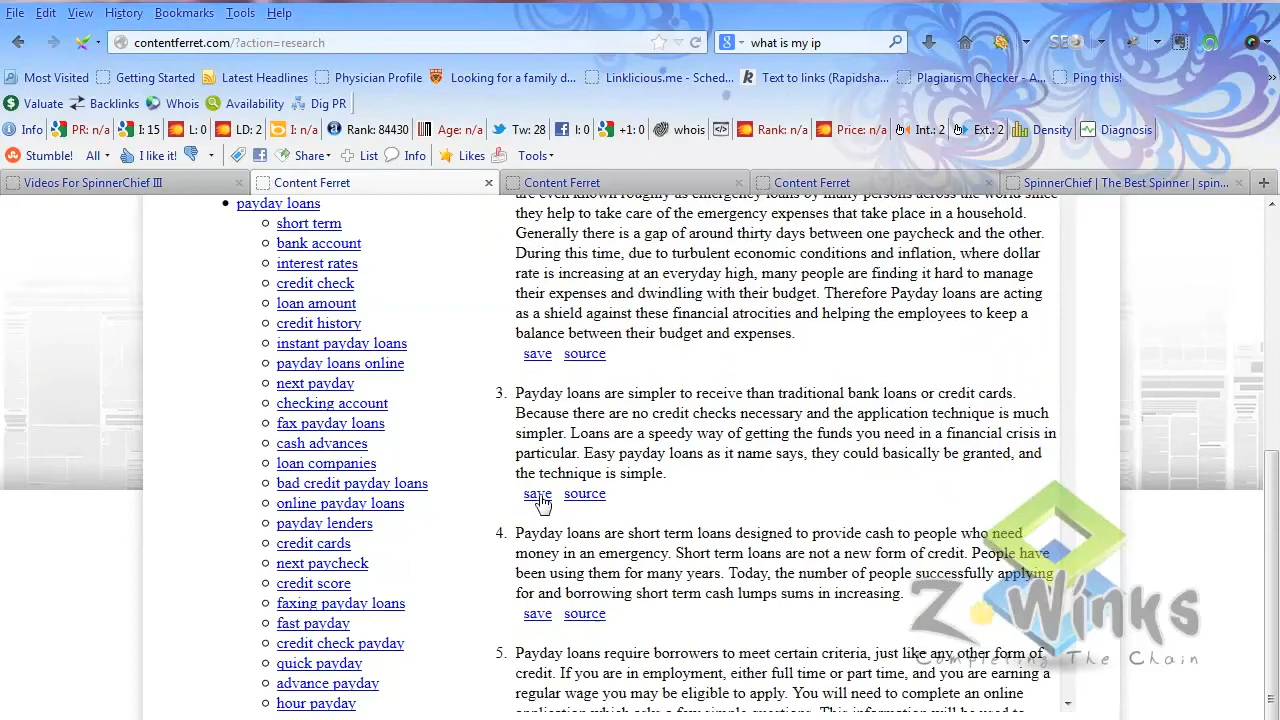 File Edit View History Bookmarks Tools Help
contentferret.com/?action=research what is my ip
Most Visited Getting Started Latest Headlines Physician Profile Looking for a family d... Linklicious.me - Sched... Text to links (Rapidsha... Plagiarism Checker - A... Ping this!
Valuate Backlinks Whois Availability Dig PR
Info PR: n/a I: 15 L: 0 LD: 2 I: n/a Rank: 84430 Age: n/a Tw: 28 I: 0 +1: 0 whois Rank: n/a Price: n/a Int.: 2 Ext.: 2 Density Diagnosis
Stumble! All I like it! Share List Info Likes Tools
Videos For SpinnerChief III Content Ferret Content Ferret Content Ferret SpinnerChief | The Best Spinner | spin...
payday loans
short term
bank account
interest rates
credit check
loan amount
credit history
instant payday loans
payday loans online
next payday
checking account
fax payday loans
cash advances
loan companies
bad credit payday loans
online payday loans
payday lenders
credit cards
next paycheck
credit score
faxing payday loans
fast payday
credit check payday
quick payday
advance payday
hour payday
are even known roughly as emergency loans by many persons across the world since
they help to take care of the emergency expenses that take place in a household.
Generally there is a gap of around thirty days between one paycheck and the other.
During this time, due to turbulent economic conditions and inflation, where dollar
rate is increasing at an everyday high, many people are finding it hard to manage
their expenses and dwindling with their budget. Therefore Payday loans are acting
as a shield against these financial atrocities and helping the employees to keep a
balance between their budget and expenses.
save source
3. Payday loans are simpler to receive than traditional bank loans or credit cards.
Because there are no credit checks necessary and the application technique is much
simpler. Loans are a speedy way of getting the funds you need in a financial crisis in
particular. Easy payday loans as it name says, they could basically be granted, and
the technique is simple.
save source
4. Payday loans are short term loans designed to provide cash to people who need
money in an emergency. Short term loans are not a new form of credit. People have
been using them for many years. Today, the number of people successfully applying
for and borrowing short term cash lumps sums in increasing.
save source
5. Payday loans require borrowers to meet certain criteria, just like any other form of
credit. If you are in employment, either full time or part time, and you are earning a
regular wage you may be eligible to apply. You will need to complete an online
Z Winks
Completing The Chain